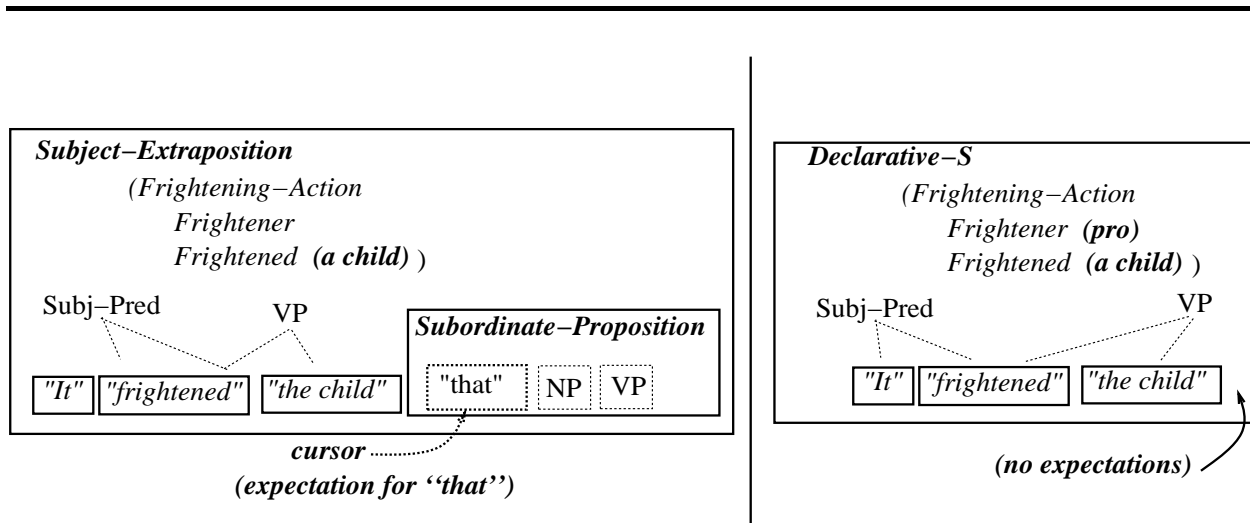 Subject−Extraposition
(Frightening−Action
Frightener
Frightened (a child) )
Subj−Pred VP
Subordinate−Proposition
"It" "frightened" "the child" "that" NP VP
cursor
(expectation for ‘‘that’’)
Declarative−S
(Frightening−Action
Frightener (pro)
Frightened (a child) )
Subj−Pred VP
"It" "frightened" "the child"
(no expectations)